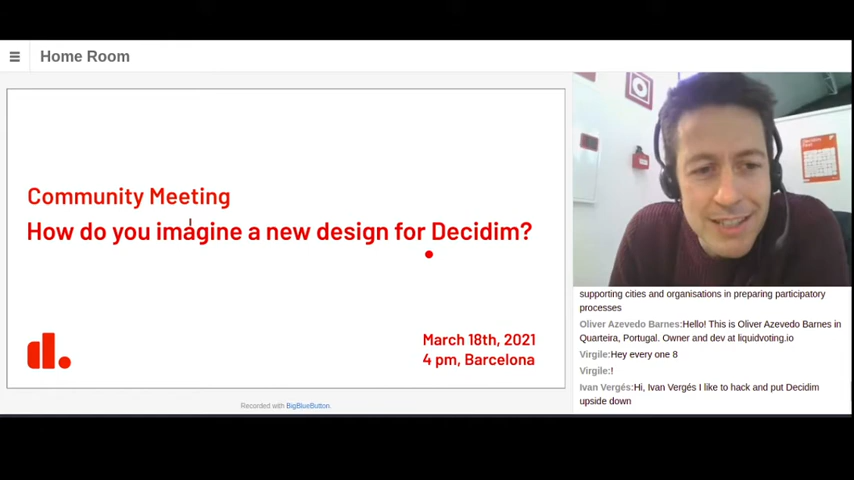 Home Room
Community Meeting
How do you imagine a new design for Decidim?
March 18th, 2021
4 pm, Barcelona
Recorded with BigBlueButton.
supporting cities and organisations in preparing participatory
processes
Oliver Azevedo Barnes:Hello! This is Oliver Azevedo Barnes in
Quarteira, Portugal. Owner and dev at liquidvoting.io
Virgile:Hey every one 8
Virgile:!
Ivan Vergés:Hi, Ivan Vergés I like to hack and put Decidim
upside down